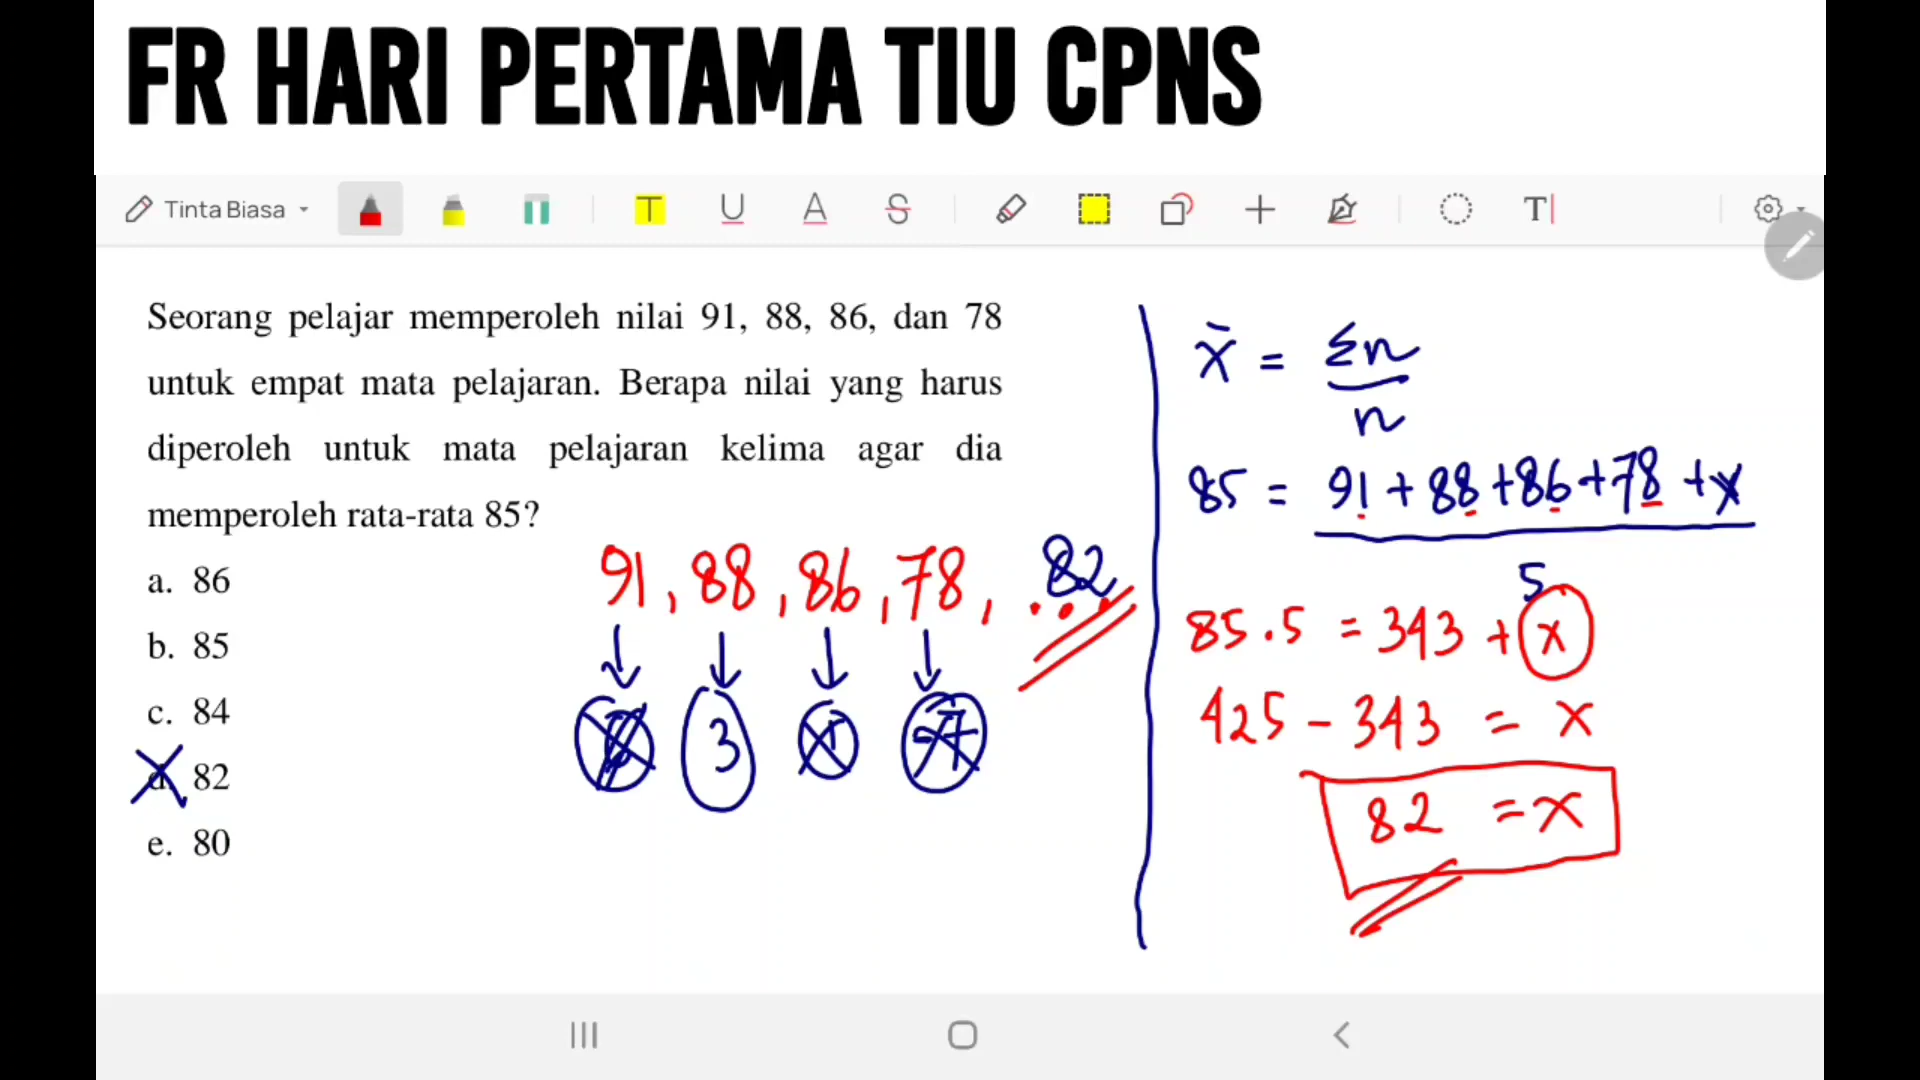 FR HARI PERTAMA TIU CPNS
Tinta Biasa
Seorang pelajar memperoleh nilai 91, 88, 86, dan 78
untuk empat mata pelajaran. Berapa nilai yang harus
diperoleh untuk mata pelajaran kelima agar dia
memperoleh rata-rata 85?
a. 86
b. 85
c. 84
d. 82
e. 80
91, 88, 86, 78, ... 82
3
x̄ = Σn
n
85 = 91 + 88 + 86 + 78 + x
5
85.5 = 343 + x
425 - 343 = x
82 = x